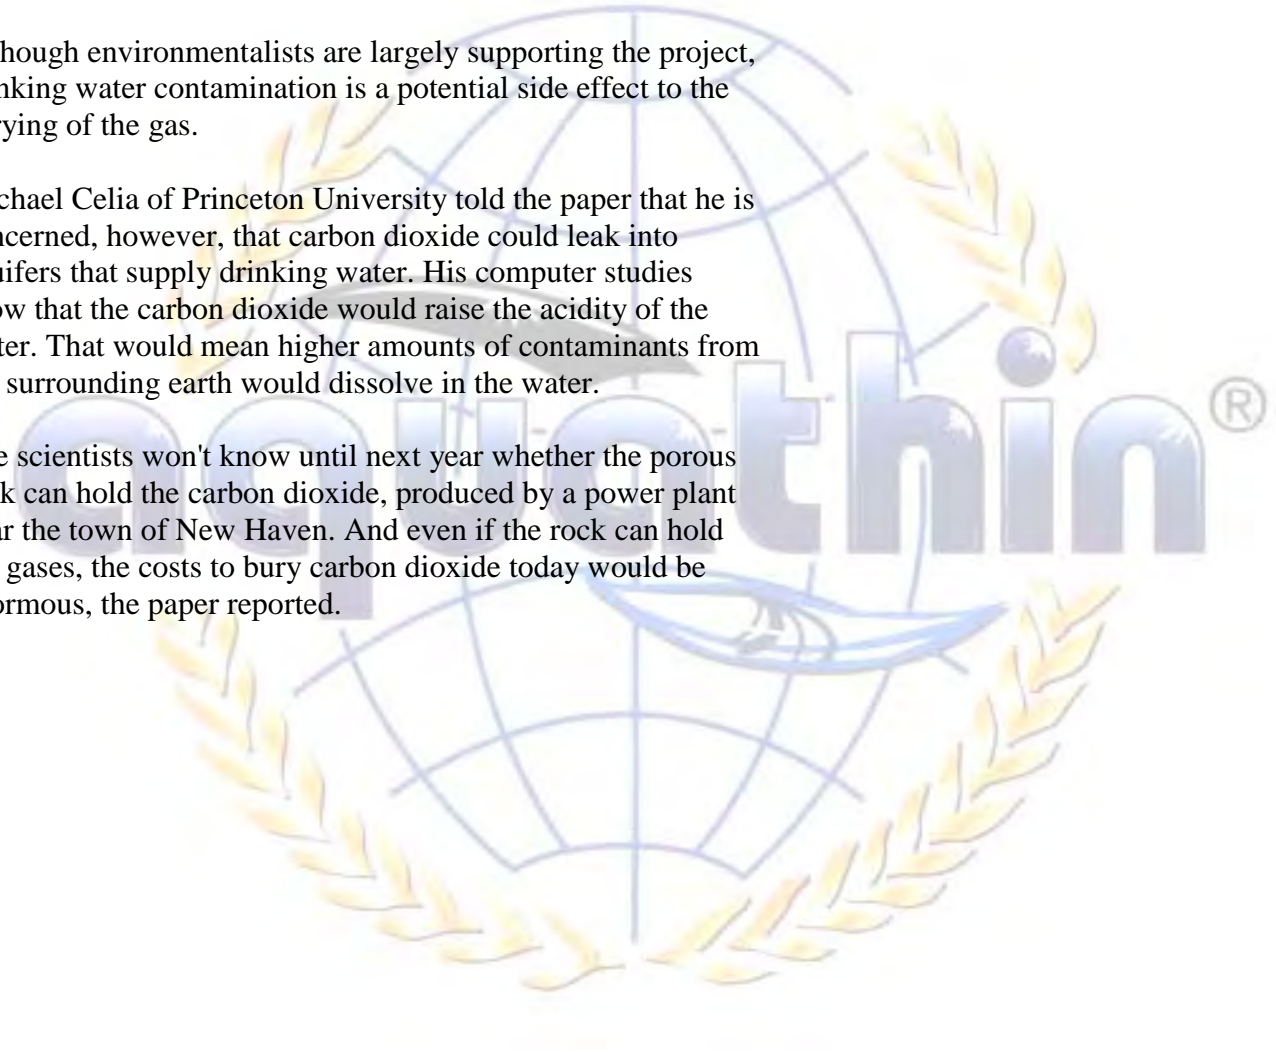 hough environmentalists are largely supporting the project,
nking water contamination is a potential side effect to the
rying of the gas.
chael Celia of Princeton University told the paper that he is
ncerned, however, that carbon dioxide could leak into
uifers that supply drinking water. His computer studies
ow that the carbon dioxide would raise the acidity of the
ter. That would mean higher amounts of contaminants from
surrounding earth would dissolve in the water.
aquathin®
e scientists won't know until next year whether the porous
k can hold the carbon dioxide, produced by a power plant
ar the town of New Haven. And even if the rock can hold
gases, the costs to bury carbon dioxide today would be
ormous, the paper reported.